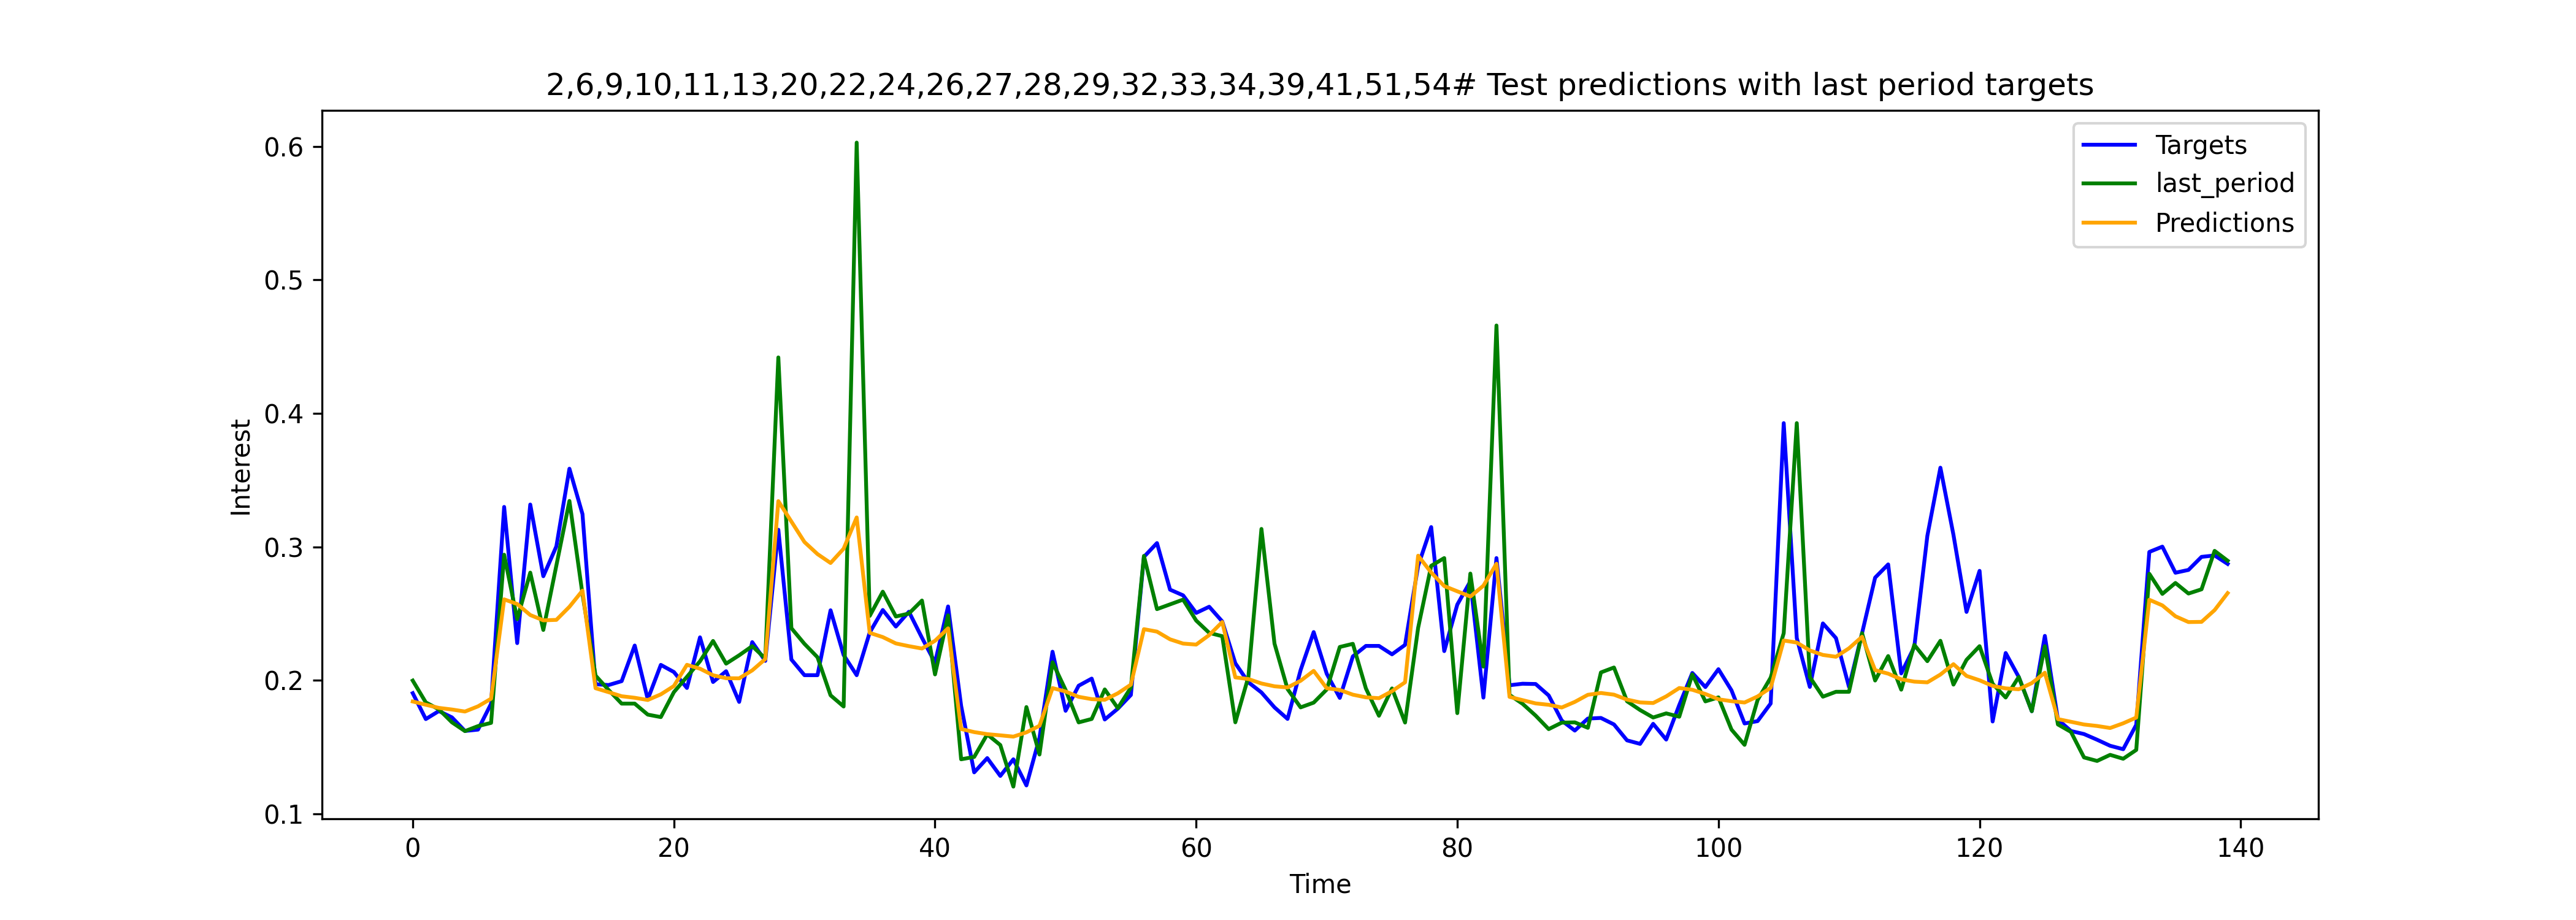 2,6,9,10,11,13,20,22,24,26,27,28,29,32,33,34,39,41,51,54# Test predictions with last period targets
Targets
last_period
Predictions
Interest
0.6
0.5
0.4
0.3
0.2
0.1
0 20 40 60 80 100 120 140
Time